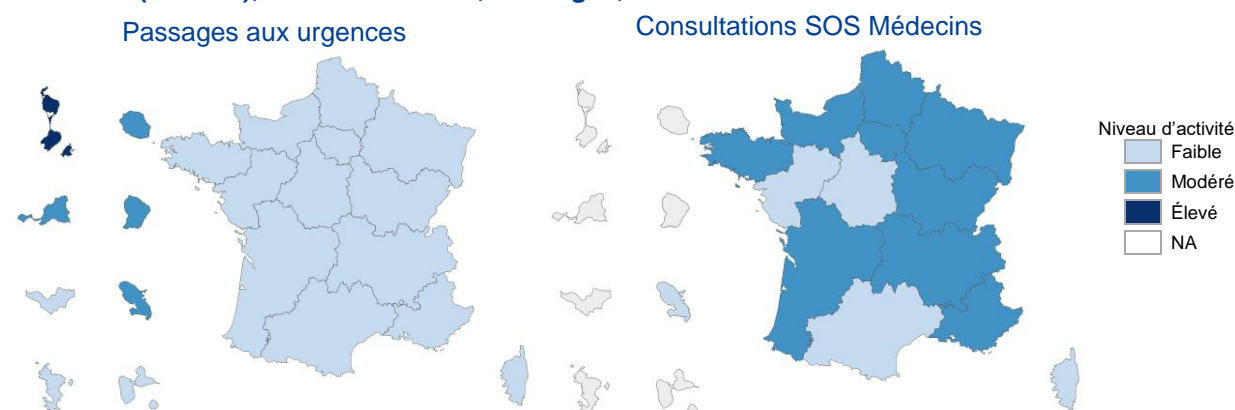 Passages aux urgences
Consultations SOS Médecins
Niveau d'activité
Faible
Modéré
Élevé
NA